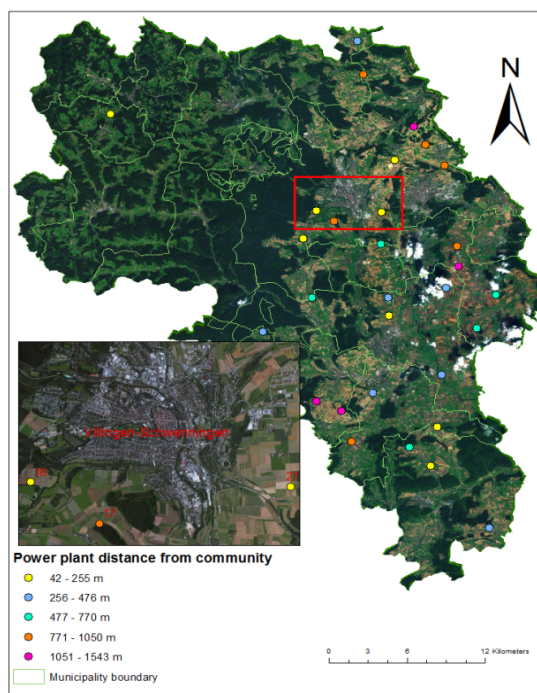 N
Villingen-Schwenningen
17
Power plant distance from community
42 - 255 m
256 - 476 m
477 - 770 m
771 - 1050 m
1051 - 1543 m
Municipality boundary
0 3 6 12 Kilometers